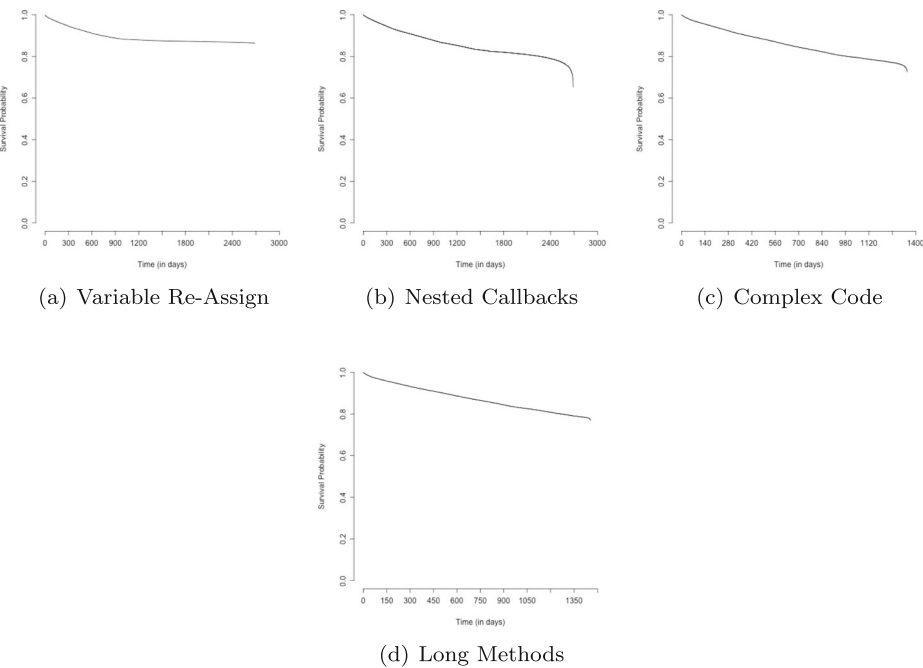 1.0
0.8
0.6
0.4
0.2
0.0
Survival Probability
0 300 600 900 1200 1800 2400 3000
Time (in days)
(a) Variable Re-Assign
1.0
0.8
0.6
0.4
0.2
0.0
Survival Probability
0 300 600 900 1200 1800 2400 3000
Time (in days)
(b) Nested Callbacks
1.0
0.8
0.6
0.4
0.2
0.0
Survival Probability
0 140 280 420 560 700 840 980 1120 1400
Time (in days)
(c) Complex Code
1.0
0.8
0.6
0.4
0.2
0.0
Survival Probability
0 150 300 450 600 750 900 1050 1350
Time (in days)
(d) Long Methods